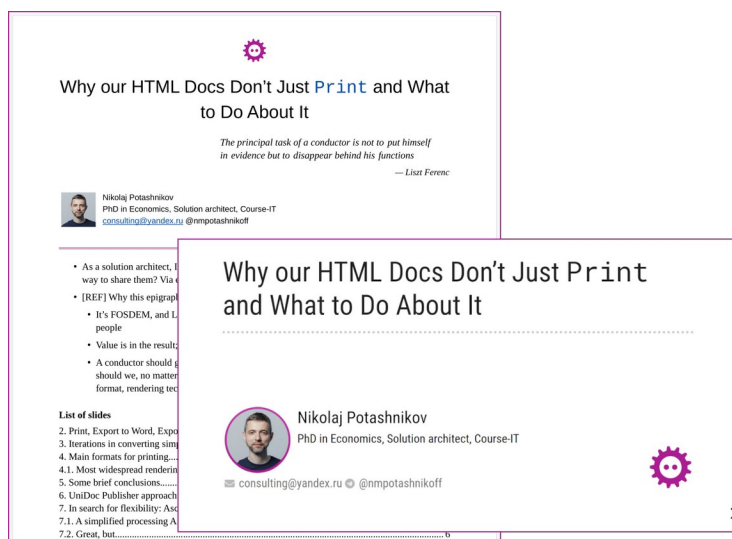 Why our HTML Docs Don’t Just Print and What
to Do About It
The principal task of a conductor is not to put himself
in evidence but to disappear behind his functions
— Liszt Ferenc
Nikolaj Potashnikov
PhD in Economics, Solution architect, Course-IT
consulting@yandex.ru @nmpotashnikoff
• As a solution architect,
way to share them? Via
• [REF] Why this
• It’s FOSDEM, and
people
• Value is in the result;
• A conductor should
should we, no matter
format, rendering
List of slides
2. Print, Export to Word,
3. Iterations in converting
4. Main formats for printing....
4.1. Most widespread
5. Some brief conclusions.......
6. UniDoc Publisher approach
7. In search for flexibility:
7.1. A simplified processing
7.2. Great, but.......... 6
Why our HTML Docs Don’t Just Print
and What to Do About It
Nikolaj Potashnikov
PhD in Economics, Solution architect, Course-IT
consulting@yandex.ru @nmpotashnikoff